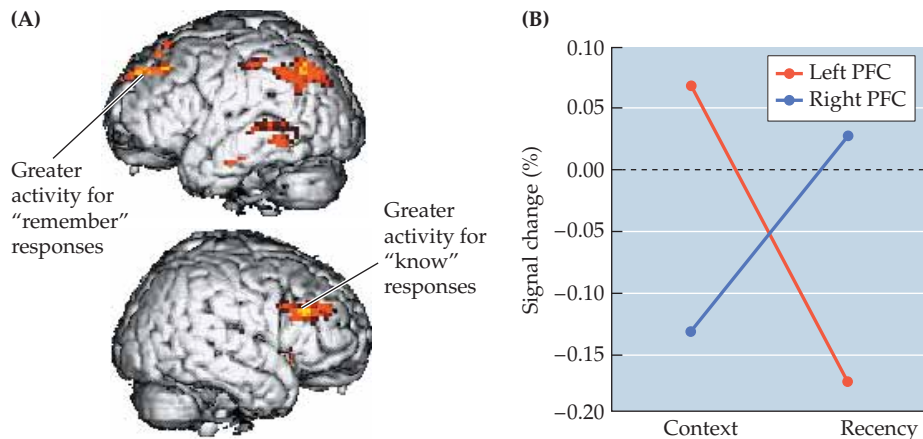 (A)
Greater
activity for
“remember”
responses
Greater
activity for
“know”
responses
(B)
0.10
0.05
0.00
−0.05
−0.10
−0.15
−0.20
Signal change (%)
Left PFC
Right PFC
Context
Recency